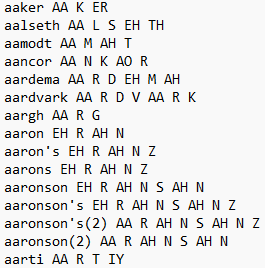 aaker AA K ER
aalseth AA L S EH TH
aamodt AA M AH T
aancor AA N K AO R
aardema AA R D EH M AH
aardvark AA R D V AA R K
aargh AA R G
aaron EH R AH N
aaron's EH R AH N Z
aarons EH R AH N Z
aaronson EH R AH N S AH N
aaronson's EH R AH N S AH N Z
aaronson's(2) AA R AH N S AH N Z
aaronson(2) AA R AH N S AH N
aarti AA R T IY